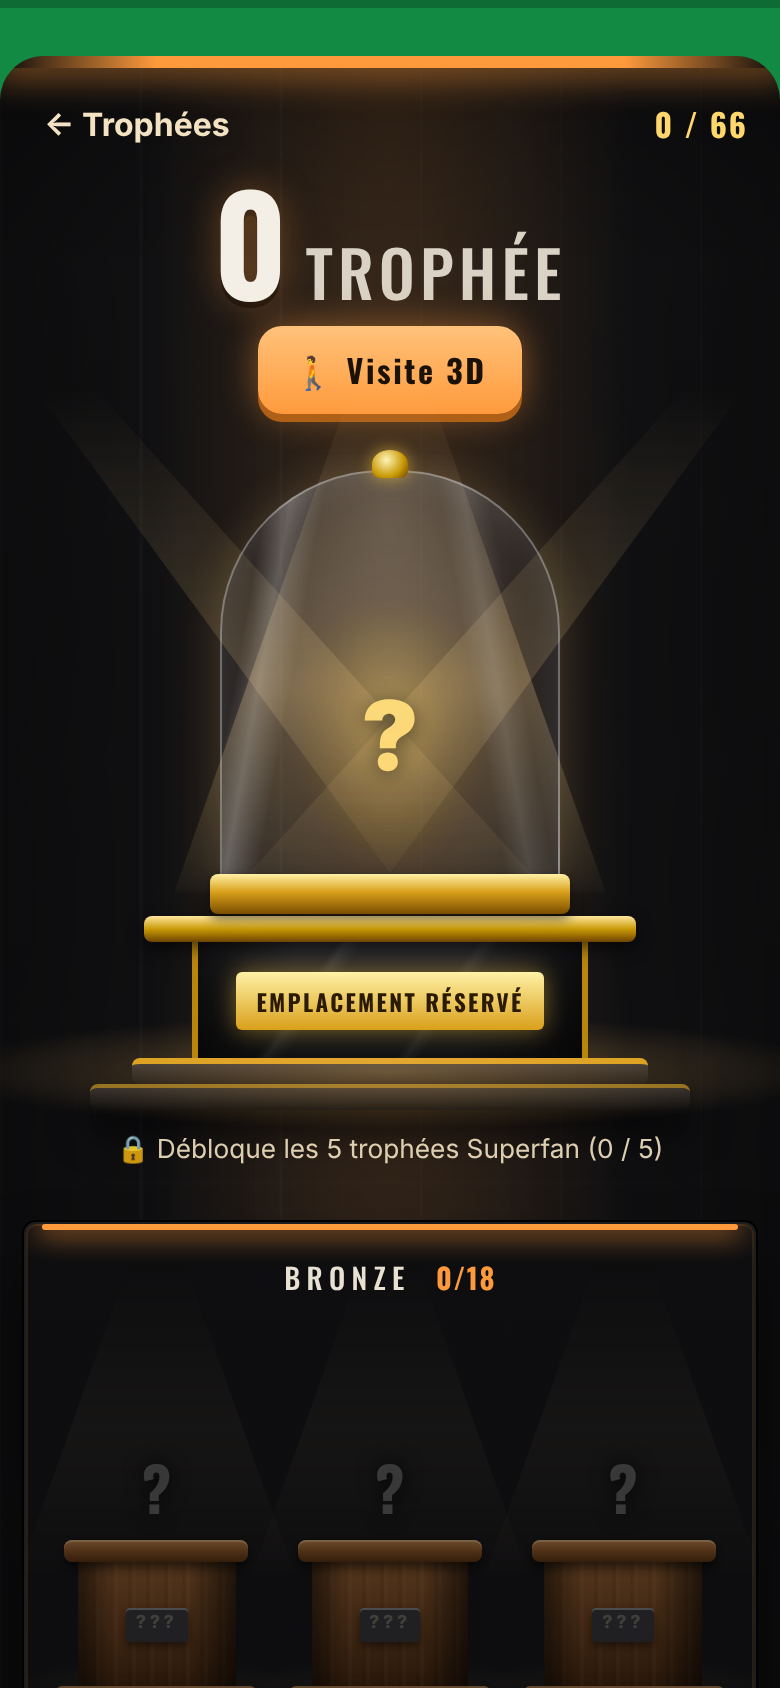 ← Trophées
0 / 66
0 TROPHÉE
🚶 Visite 3D
?
EMPLACEMENT RÉSERVÉ
🔒 Débloque les 5 trophées Superfan (0 / 5)
BRONZE 0/18
? ? ?
??? ??? ???